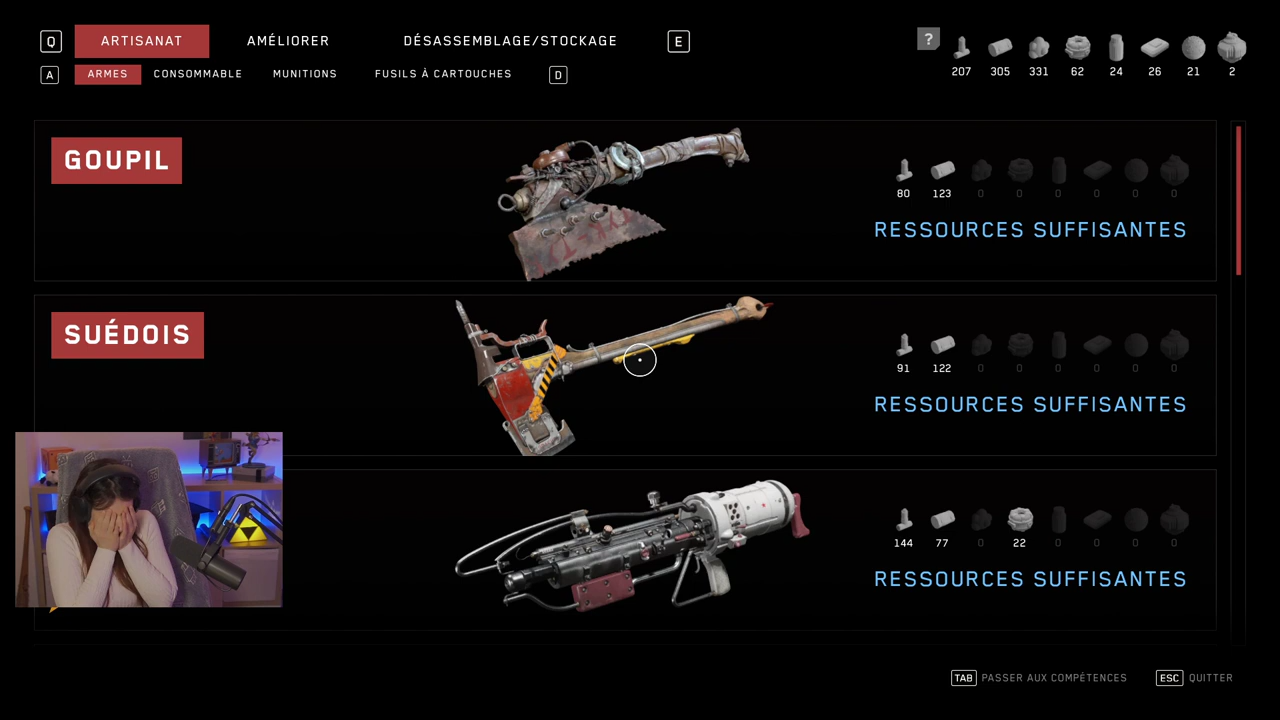 Q ARTISANAT AMÉLIORER DÉSASSEMBLAGE/STOCKAGE E ?
A ARMES CONSOMMABLE MUNITIONS FUSILS À CARTOUCHES D
207 305 331 62 24 26 21 2
GOUPIL
80 123 0 0 0 0 0 0
RESSOURCES SUFFISANTES
SUÉDOIS
91 122 0 0 0 0 0 0
RESSOURCES SUFFISANTES
144 77 0 22 0 0 0 0
RESSOURCES SUFFISANTES
TAB PASSER AUX COMPÉTENCES ESC QUITTER